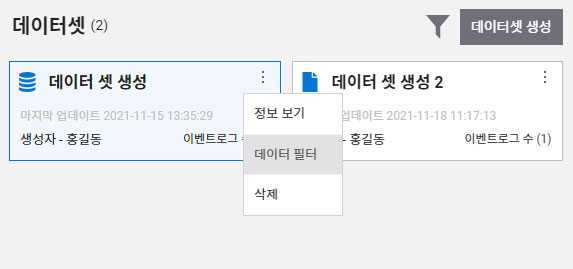 데이터셋 (2)
데이터셋 생성
데이터 셋 생성
마지막 업데이트 2021-11-15 13:35:29
생성자 - 홍길동
이벤트로그 수
데이터 셋 생성 2
업데이트 2021-11-18 11:17:13
- 홍길동
이벤트로그 수 (1)
정보 보기
데이터 필터
삭제